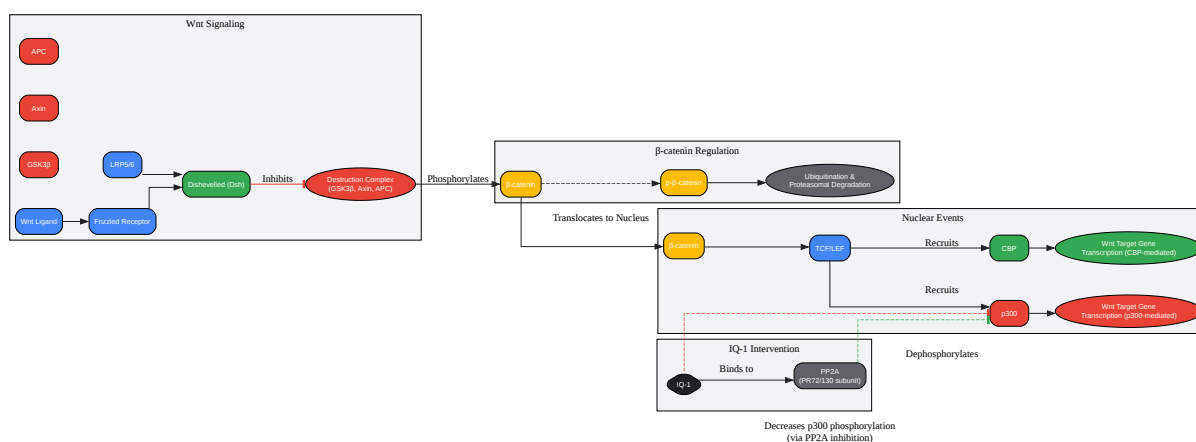 Wnt Signaling
APC
Axin
GSK3β
LRP5/6
Wnt Ligand
Frizzled Receptor
Dishevelled (Dsh)
Inhibits
Destruction Complex
(GSK3β, Axin, APC)
Phosphorylates
β-catenin Regulation
β-catenin
p-β-catenin
Ubiquitination &
Proteasomal Degradation
Translocates to Nucleus
Nuclear Events
β-catenin
TCF/LEF
Recruits
CBP
Wnt Target Gene
Transcription (CBP-mediated)
Recruits
p300
Wnt Target Gene
Transcription (p300-mediated)
IQ-1 Intervention
IQ-1
Binds to
PP2A
(PR72/130 subunit)
Dephosphorylates
Decreases p300 phosphorylation
(via PP2A inhibition)